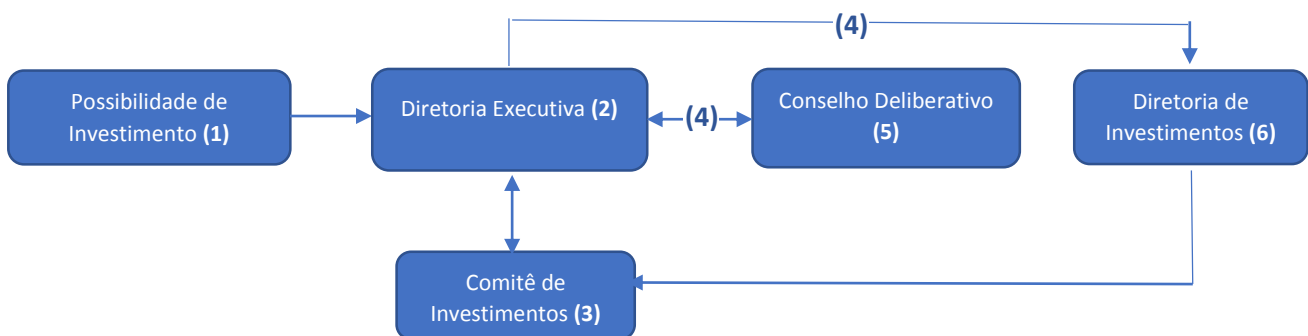 (4)
Possibilidade de
Investimento (1)
Diretoria Executiva (2)
(4)
Conselho Deliberativo
(5)
Diretoria de
Investimentos (6)
Comitê de
Investimentos (3)